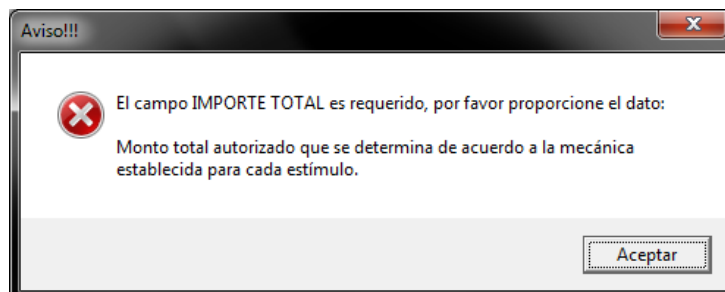 Aviso!!!
El campo IMPORTE TOTAL es requerido, por favor proporcione el dato:
Monto total autorizado que se determina de acuerdo a la mecánica
establecida para cada estímulo.
Aceptar